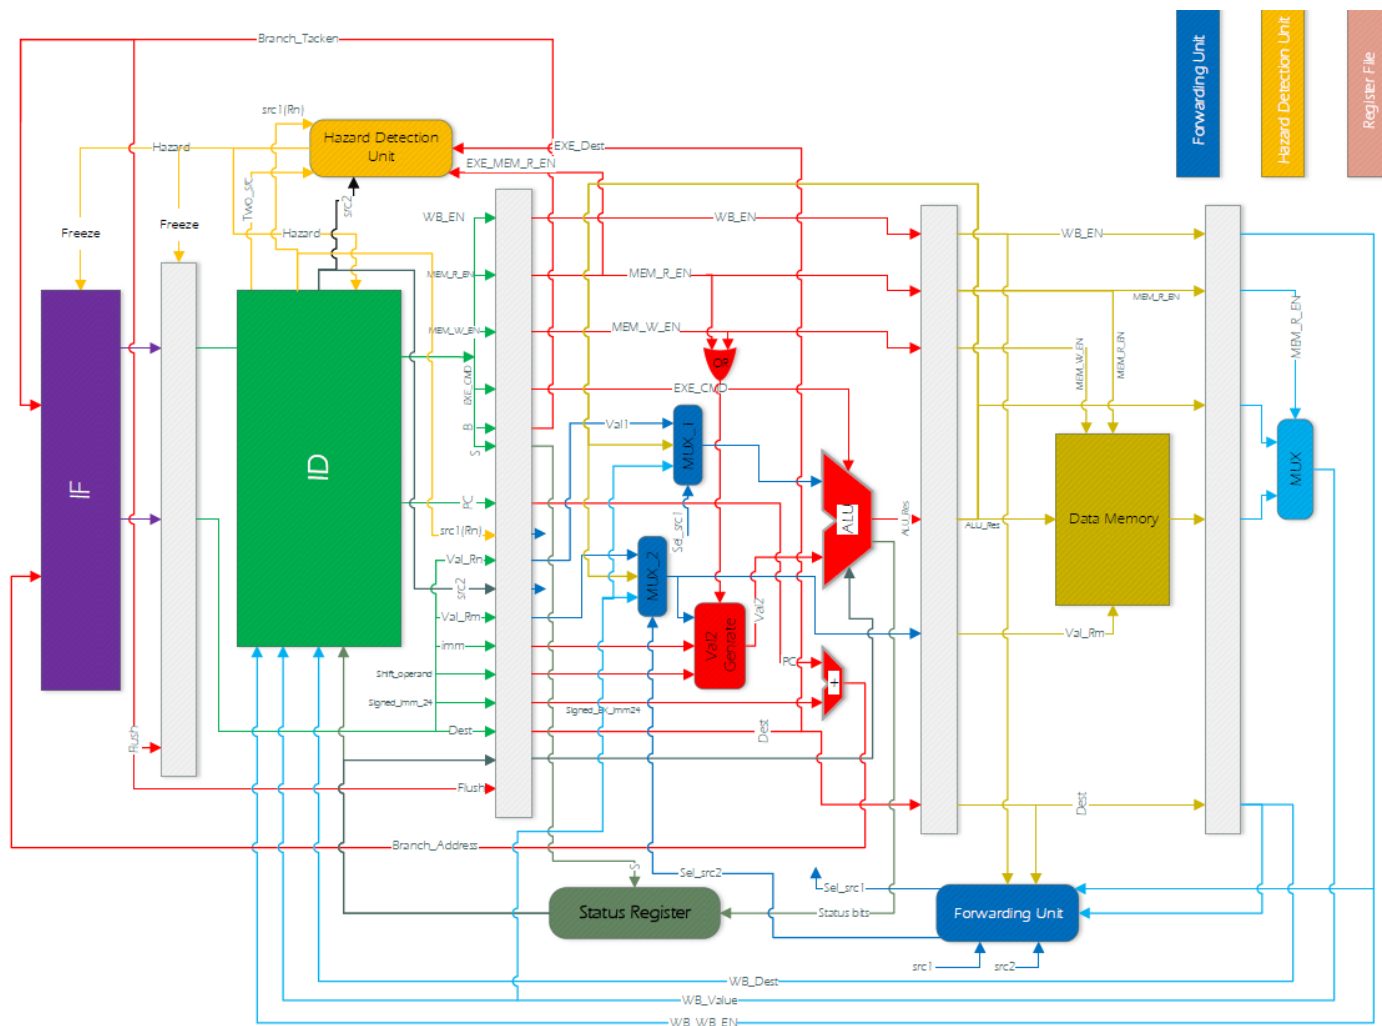 Branch_Tacken
Forwarding Unit
Hazard Detection Unit
Register File
src1(Rn)
Hazard Detection
Unit
Hazard
EXE_Dest
EXE_MEM_R_EN
Two_src
src2
Freeze
Freeze
Hazard
WB_EN
WB_EN
WB_EN
MEM_R_EN
MEM_R_EN
MEM_R_EN
MEM_R_EN
MEM_W_EN
MEM_W_EN
MEM_W_EN
MEM_R_EN
OR
EXE_CMD
EXE_CMD
B
S
Val1
MUX_1
MUX
IF
ID
PC
Sel_src1
ALU
ALU_Res
ALU_Res
Data Memory
src1(Rn)
Val_Rn
src2
MUX_2
Val_Rm
Val2
Val2
Genrate
Val_Rm
imm
Shift_operand
PC
+
Signed_imm_24
Signed_EX_imm24
Dest
Dest
Dest
Flush
Flush
Branch_Address
S
Sel_src2
Sel_src1
Status Register
Status bits
Forwarding Unit
src1
src2
WB_Dest
WB_Value
WB_WB_EN